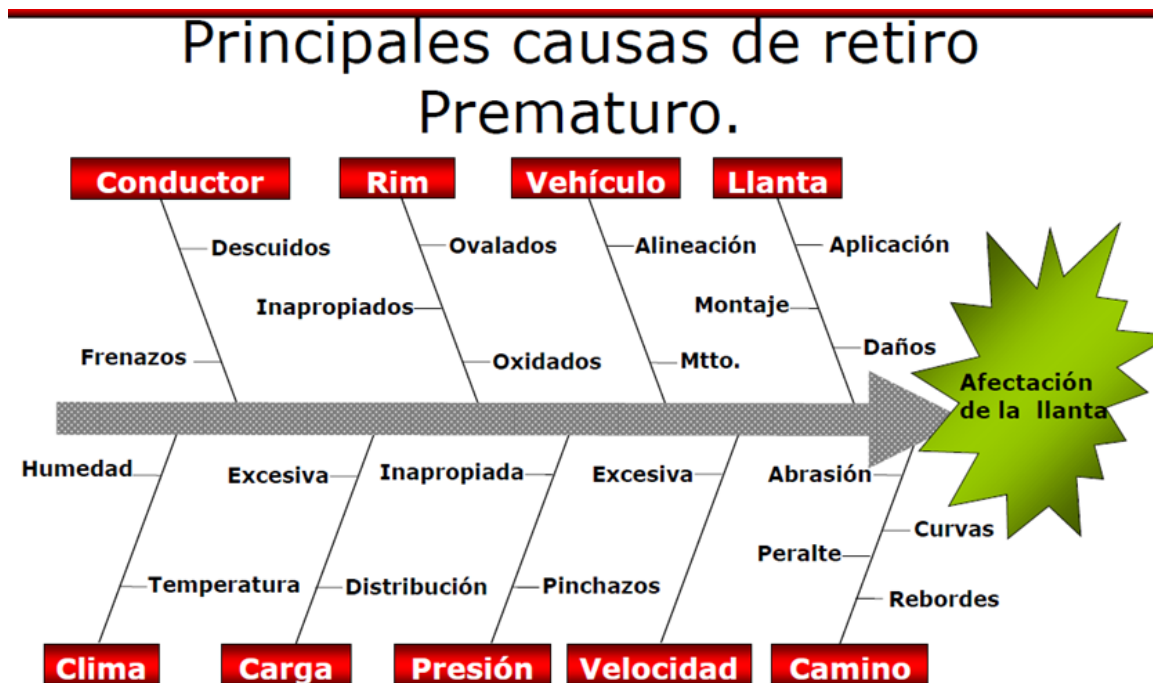 Principales causas de retiro
Prematuro.
Conductor
Rim
Vehículo
Llanta
Descuidos
Ovalados
Alineación
Aplicación
Inapropiados
Montaje
Frenazos
Oxidados
Mtto.
Daños
Afectación
de la llanta
Humedad
Excesiva
Inapropiada
Excesiva
Abrasión
Curvas
Peralte
Temperatura
Distribución
Pinchazos
Rebordes
Clima
Carga
Presión
Velocidad
Camino